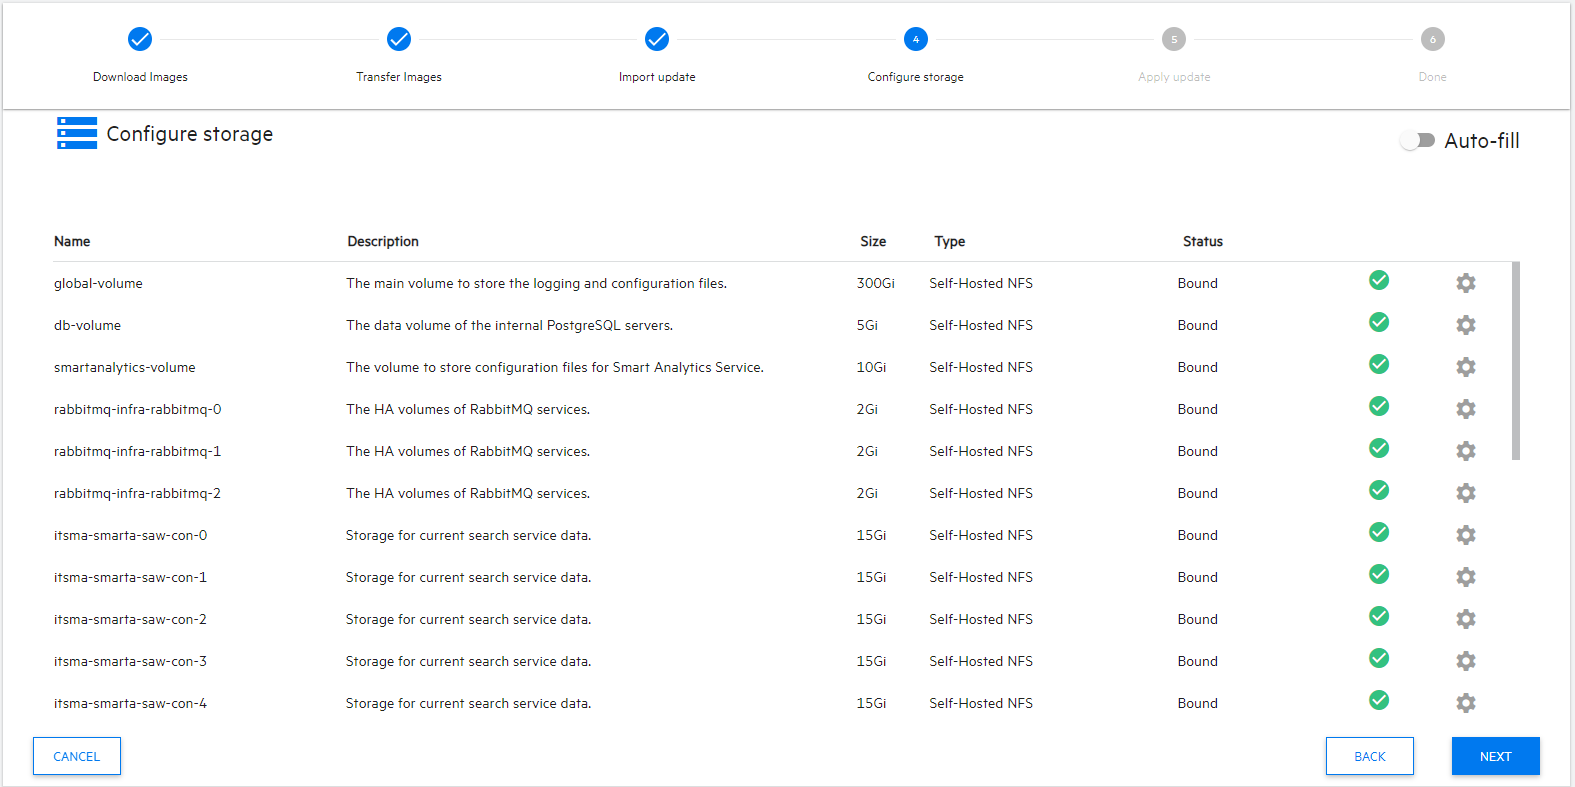 4 5 6
Download Images Transfer Images Import update Configure storage Apply update Done
Configure storage
Auto-fill
Name Description Size Type Status
global-volume The main volume to store the logging and configuration files. 300Gi Self-Hosted NFS Bound
db-volume The data volume of the internal PostgreSQL servers. 5Gi Self-Hosted NFS Bound
smartanalytics-volume The volume to store configuration files for Smart Analytics Service. 10Gi Self-Hosted NFS Bound
rabbitmq-infra-rabbitmq-0 The HA volumes of RabbitMQ services. 2Gi Self-Hosted NFS Bound
rabbitmq-infra-rabbitmq-1 The HA volumes of RabbitMQ services. 2Gi Self-Hosted NFS Bound
rabbitmq-infra-rabbitmq-2 The HA volumes of RabbitMQ services. 2Gi Self-Hosted NFS Bound
itsma-smarta-saw-con-0 Storage for current search service data. 15Gi Self-Hosted NFS Bound
itsma-smarta-saw-con-1 Storage for current search service data. 15Gi Self-Hosted NFS Bound
itsma-smarta-saw-con-2 Storage for current search service data. 15Gi Self-Hosted NFS Bound
itsma-smarta-saw-con-3 Storage for current search service data. 15Gi Self-Hosted NFS Bound
itsma-smarta-saw-con-4 Storage for current search service data. 15Gi Self-Hosted NFS Bound
CANCEL BACK NEXT